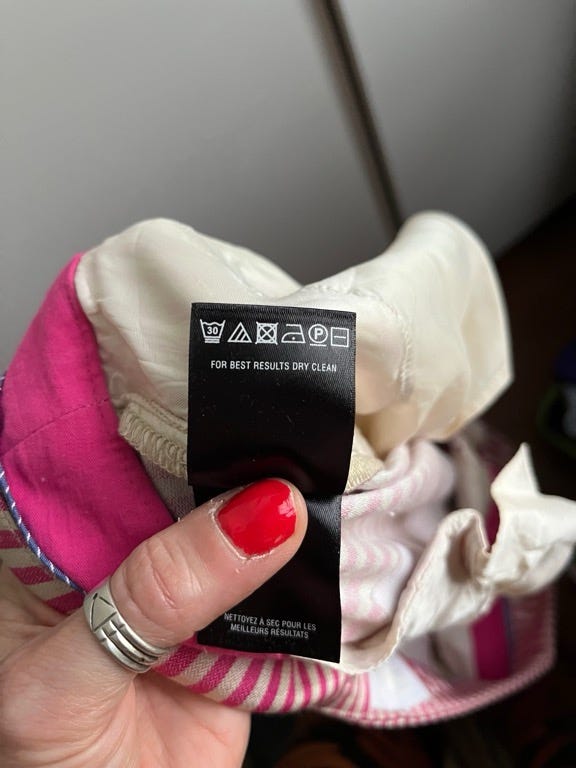 30 P
FOR BEST RESULTS DRY CLEAN
NETTOYEZ À SEC POUR LES
MEILLEURS RÉSULTATS